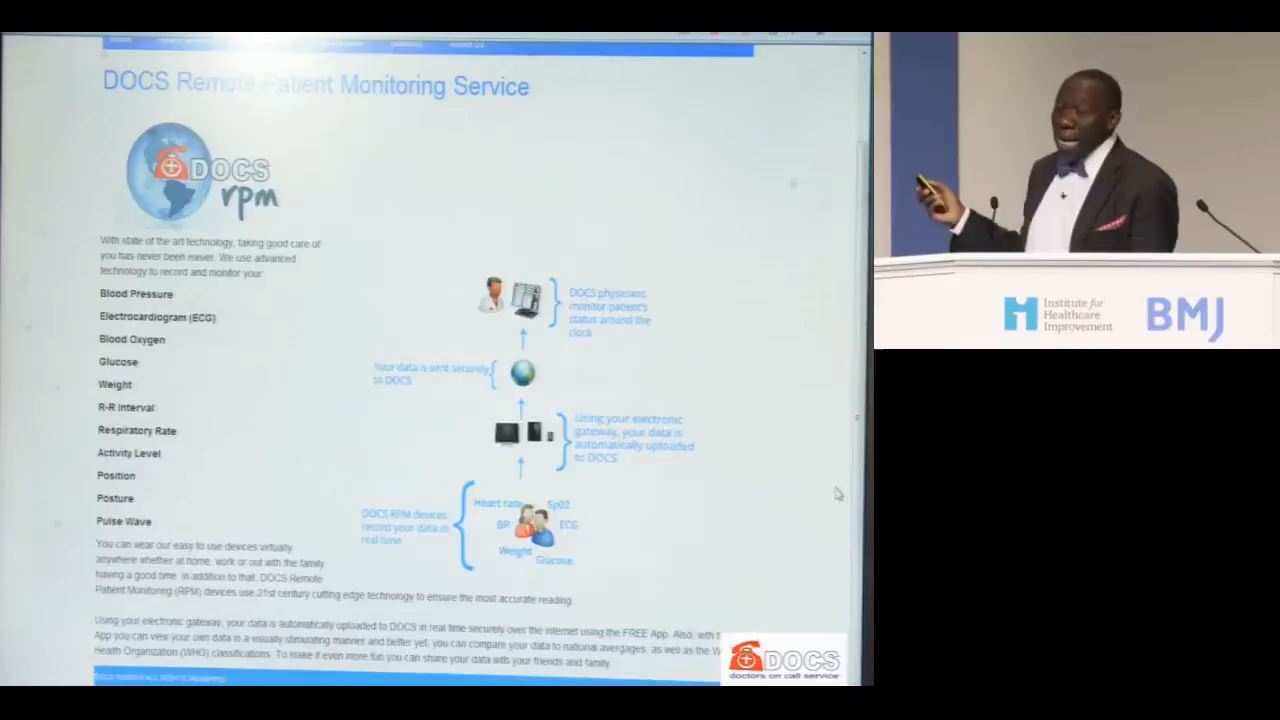 ABOUT US
DOCS Remote Patient Monitoring Service
DOCS
rpm
With state of the art technology, taking good care of
you has never been easier. We use advanced
technology to record and monitor your:
Blood Pressure
Electrocardiogram (ECG)
Blood Oxygen
Glucose
Weight
R-R Interval
Respiratory Rate
Activity Level
Position
Posture
Pulse Wave
You can wear our easy to use devices virtually
anywhere whether at home, work or out with the family
having a good time, in addition to that, DOCS Remote
Patient Monitoring (RPM) devices use 21st century cutting edge technology to ensure the most accurate reading.
Using your electronic gateway, your data is automatically uploaded to DOCS in real time securely over the internet using the FREE App. Also, with t
App you can view your own data in a visually stimulating manner and better yet, you can compare your data to national avergages, as well as the W
Health Organization (WHO) classifications. To make it even more fun you can share your data with your friends and family.
DOCS physicians
monitor patient's
status around the
clock
Your data is sent securely
to DOCS
Using your electronic
gateway, your data is
automatically uploaded
to DOCS
DOCS RPM devices
record your data in
real-time
Heart rate
Sp02
BP
ECG
Weight
Glucose
DOCS
doctors on call service
Institute for
Healthcare
Improvement
BMJ